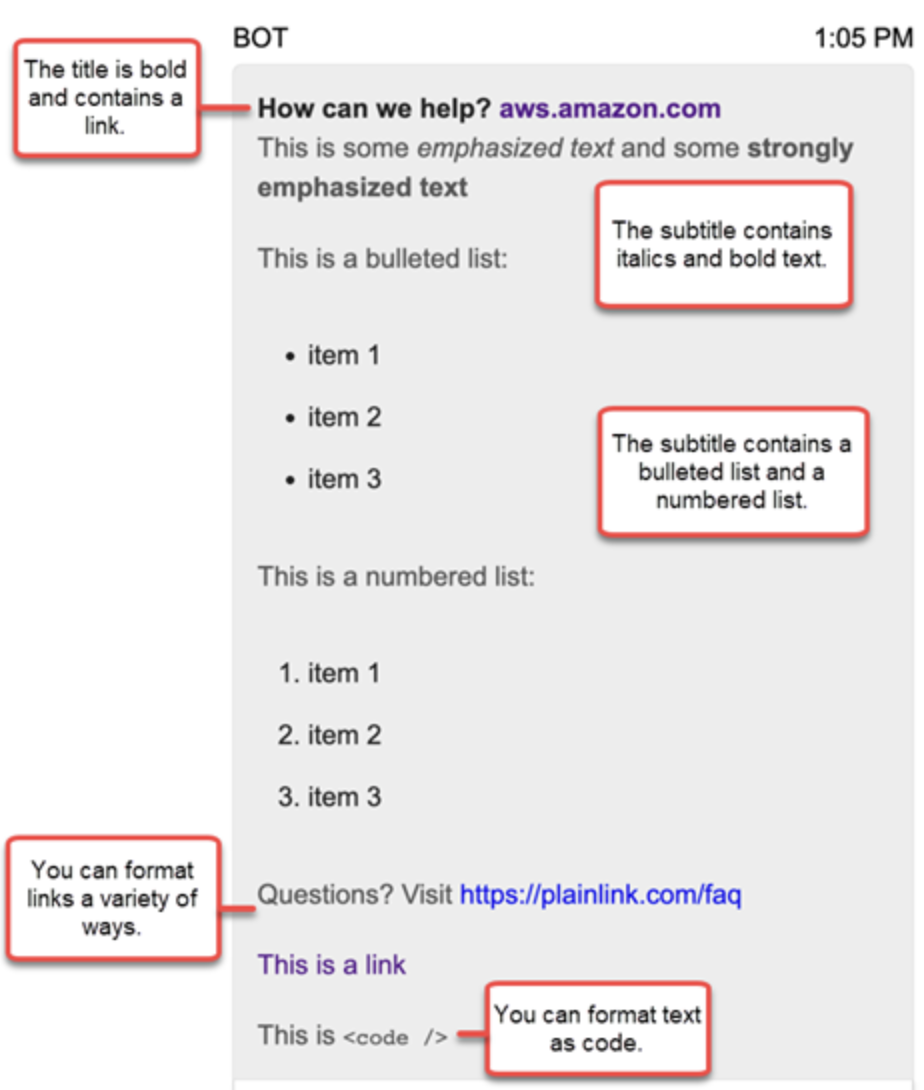 BOT 1:05 PM
The title is bold
and contains a
link.
How can we help? aws.amazon.com
This is some emphasized text and some strongly
emphasized text
The subtitle contains
italics and bold text.
This is a bulleted list:
• item 1
• item 2
• item 3
The subtitle contains a
bulleted list and a
numbered list.
This is a numbered list:
1. item 1
2. item 2
3. item 3
You can format
links a variety of
ways.
Questions? Visit https://plainlink.com/faq
This is a link
This is <code />
You can format text
as code.